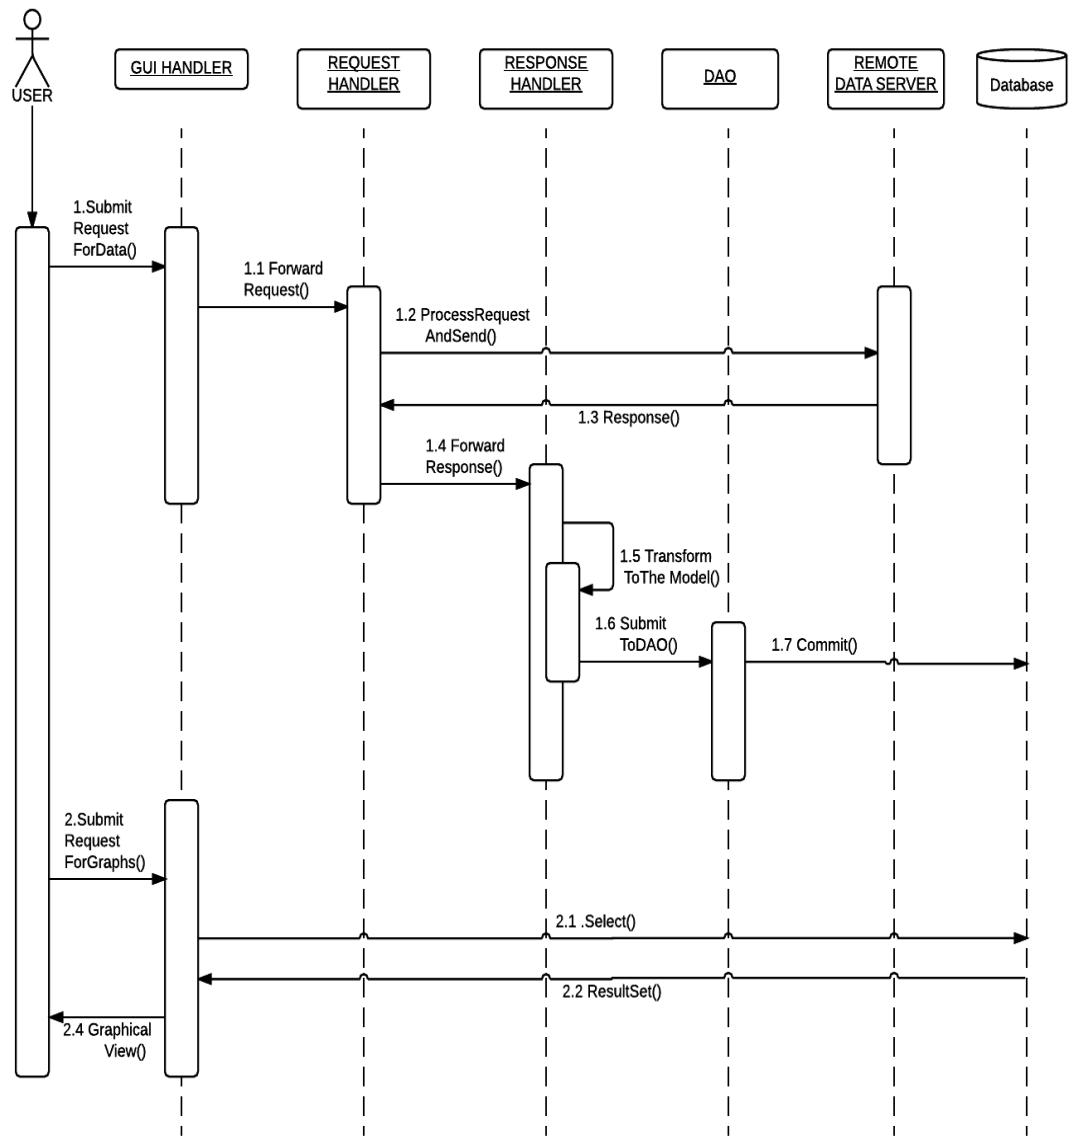 USER
GUI HANDLER
REQUEST
HANDLER
RESPONSE
HANDLER
DAO
REMOTE
DATA SERVER
Database
1.Submit
Request
ForData()
1.1 Forward
Request()
1.2 ProcessRequest
AndSend()
1.3 Response()
1.4 Forward
Response()
1.5 Transform
ToThe Model()
1.6 Submit
ToDAO()
1.7 Commit()
2.Submit
Request
ForGraphs()
2.1 .Select()
2.2 ResultSet()
2.4 Graphical
View()